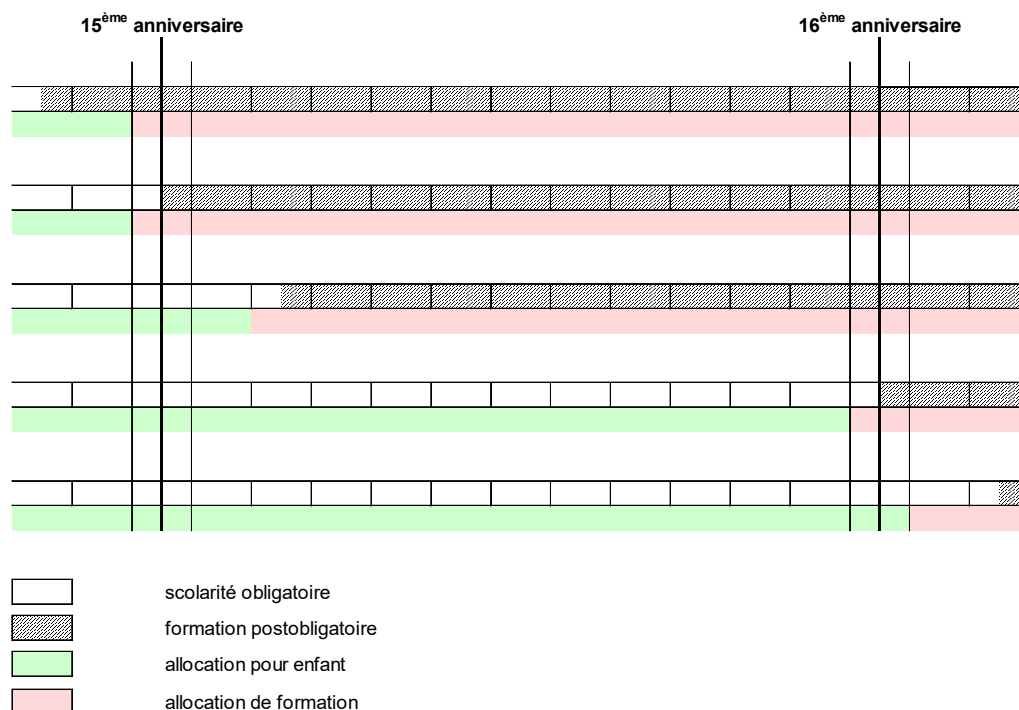 15ème anniversaire 16ème anniversaire
scolarité obligatoire
formation postobligatoire
allocation pour enfant
allocation de formation